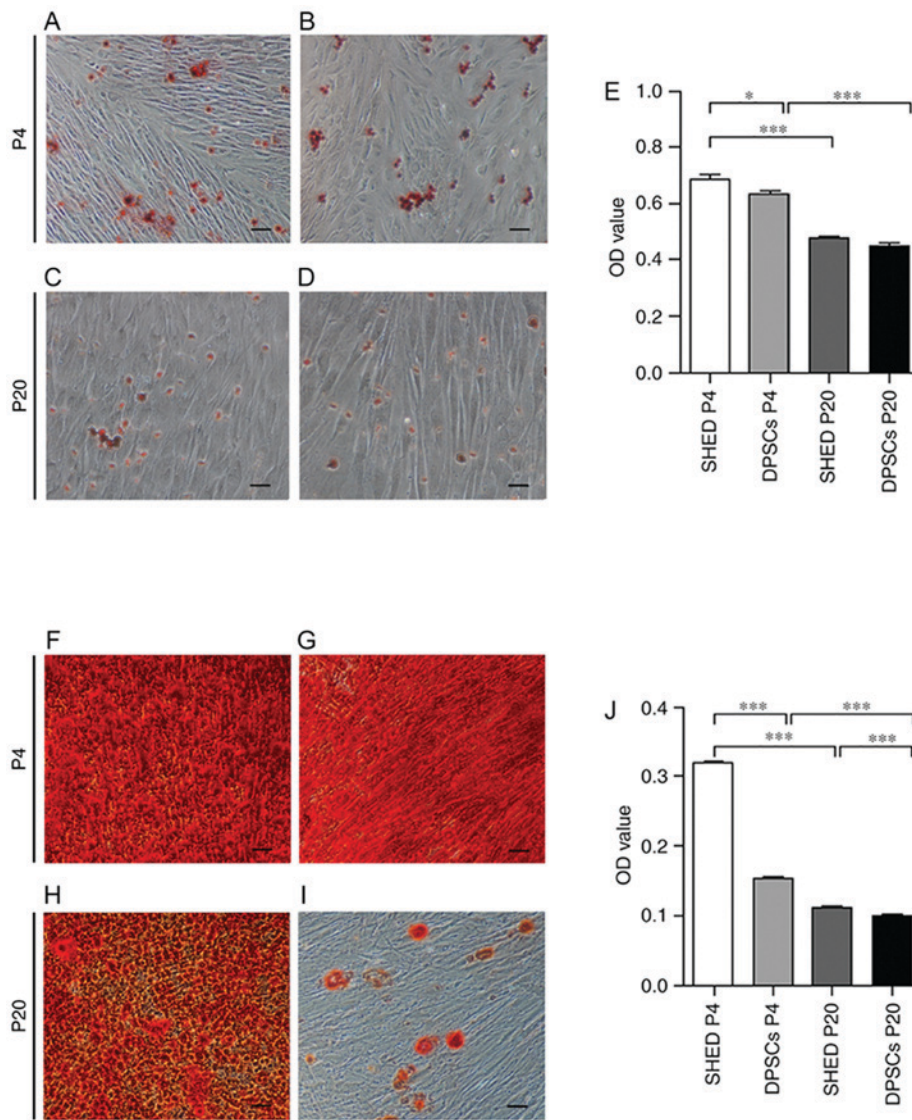 A
B
P4
C
D
P20
E
*
***
***
1.0
0.8
0.6
0.4
0.2
0.0
OD value
SHED P4
DPSCs P4
SHED P20
DPSCs P20
F
G
P4
H
I
P20
J
***
***
***
***
0.4
0.3
0.2
0.1
0.0
OD value
SHED P4
DPSCs P4
SHED P20
DPSCs P20